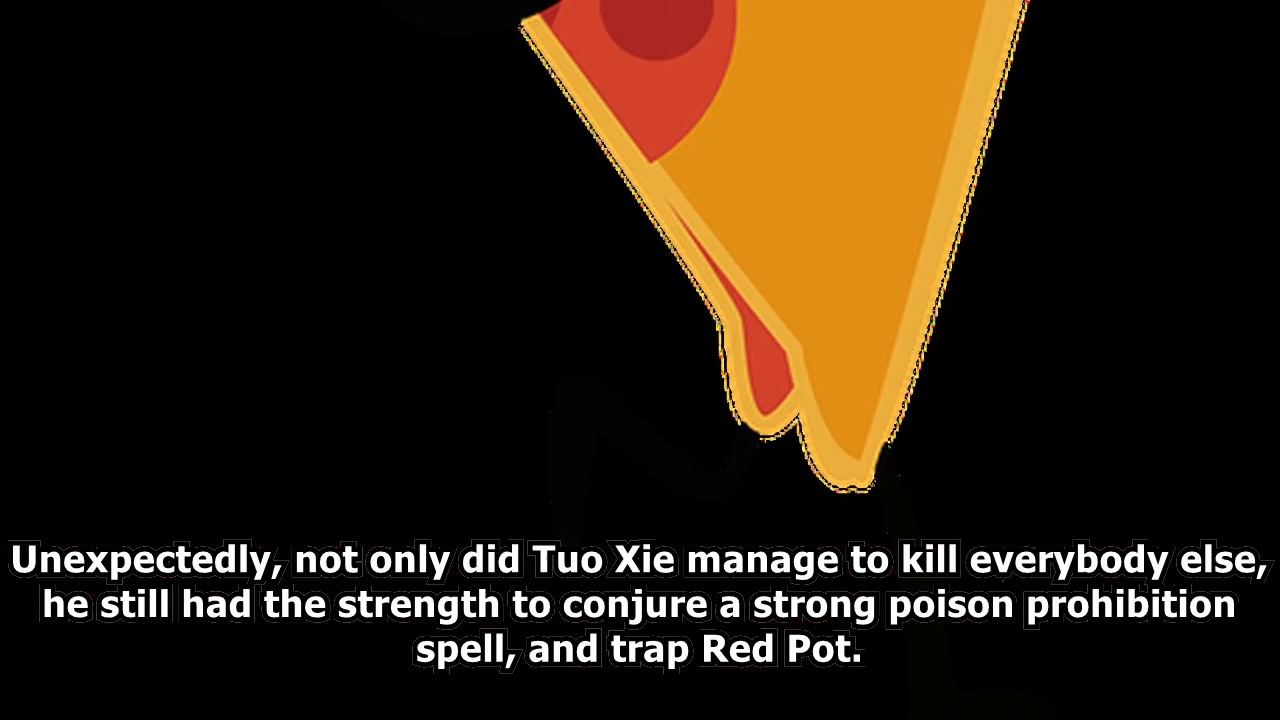 Unexpectedly, not only did Tuo Xie manage to kill everybody else,
he still had the strength to conjure a strong poison prohibition
spell, and trap Red Pot.